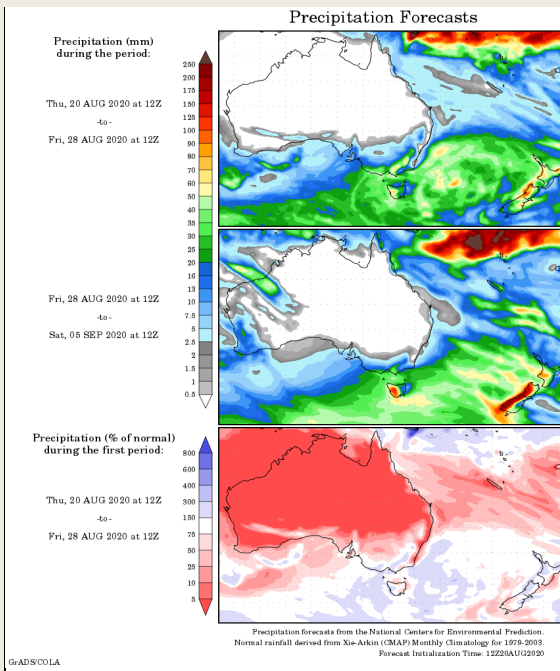 Precipitation Forecasts
Precipitation (mm)
during the period:
Thu, 20 AUG 2020 at 12Z
-to-
Fri, 28 AUG 2020 at 12Z
250
200
175
150
125
100
90
80
70
60
50
40
35
30
25
20
16
13
10
7.5
5
2.5
2
1.5
1
0.5
Fri, 28 AUG 2020 at 12Z
-to-
Sat, 05 SEP 2020 at 12Z
Precipitation (% of normal)
during the first period:
Thu, 20 AUG 2020 at 12Z
-to-
Fri, 28 AUG 2020 at 12Z
800
600
400
300
150
75
50
25
10
5
Precipitation forecasts from the National Centers for Environmental Prediction.
Normal rainfall derived from Xie-Arkin (CMAP) Monthly Climatology for 1979-2003.
Forecast Initialization Time: 12Z20AUG2020
GrADS/COLA